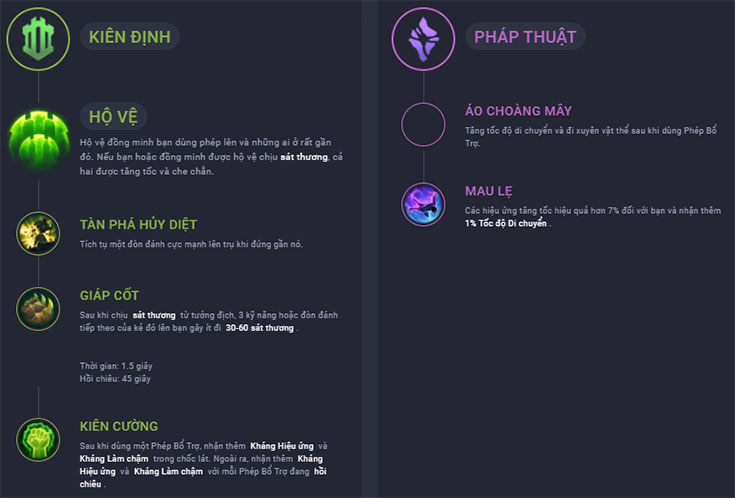 KIÊN ĐỊNH
HỘ VỆ
Hộ vệ đồng minh bạn dùng phép lên và những ai ở rất gần
đó. Nếu bạn hoặc đồng minh được hộ vệ chịu sát thương, cả
hai được tăng tốc và che chắn.
TÀN PHÁ HỦY DIỆT
Tích tụ một đòn đánh cực mạnh lên trụ khi đứng gần nó.
GIÁP CỐT
Sau khi chịu sát thương từ tướng địch, 3 kỹ năng hoặc đòn đánh
tiếp theo của kẻ đó lên bạn gây ít đi 30-60 sát thương .
Thời gian: 1.5 giây
Hồi chiêu: 45 giây
KIÊN CƯỜNG
Sau khi dùng một Phép Bổ Trợ, nhận thêm Kháng Hiệu ứng và
Kháng Làm chậm trong chốc lát. Ngoài ra, nhận thêm Kháng
Hiệu ứng và Kháng Làm chậm với mỗi Phép Bổ Trợ đang hồi
chiêu .
PHÁP THUẬT
ÁO CHOÀNG MÂY
Tăng tốc độ di chuyển và đi xuyên vật thể sau khi dùng Phép Bổ
Trợ.
MAU LẸ
Các hiệu ứng tăng tốc hiệu quả hơn 7% đối với bạn và nhận thêm
1% Tốc độ Di chuyển .